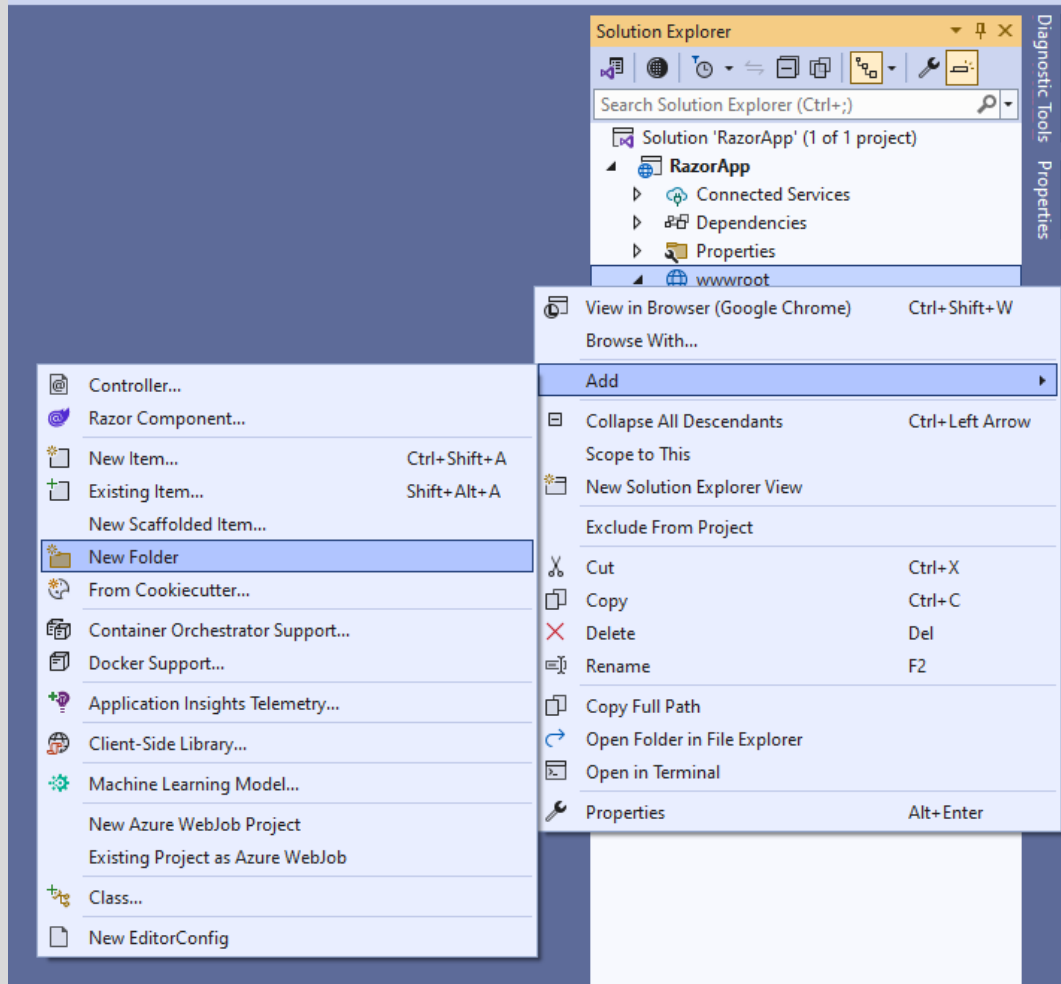 Solution Explorer
Search Solution Explorer (Ctrl+;)
Solution 'RazorApp' (1 of 1 project)
RazorApp
Connected Services
Dependencies
Properties
wwwroot
Diagnostic Tools
Properties
View in Browser (Google Chrome) Ctrl+Shift+W
Browse With...
Add
Collapse All Descendants Ctrl+Left Arrow
Scope to This
New Solution Explorer View
Exclude From Project
Cut Ctrl+X
Copy Ctrl+C
Delete Del
Rename F2
Copy Full Path
Open Folder in File Explorer
Open in Terminal
Properties Alt+Enter
Controller...
Razor Component...
New Item... Ctrl+Shift+A
Existing Item... Shift+Alt+A
New Scaffolded Item...
New Folder
From Cookiecutter...
Container Orchestrator Support...
Docker Support...
Application Insights Telemetry...
Client-Side Library...
Machine Learning Model...
New Azure WebJob Project
Existing Project as Azure WebJob
Class...
New EditorConfig